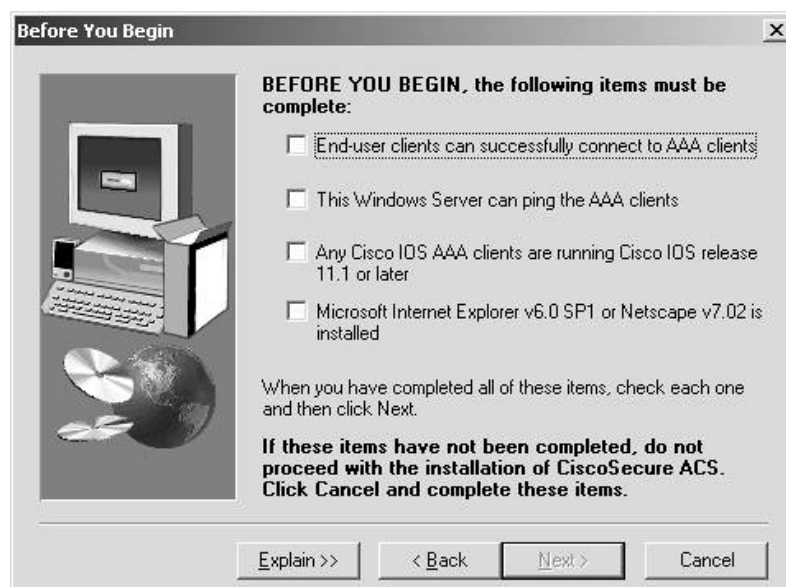 Before You Begin
BEFORE YOU BEGIN, the following items must be
complete:
End-user clients can successfully connect to AAA clients
This Windows Server can ping the AAA clients
Any Cisco IOS AAA clients are running Cisco IOS release
11.1 or later
Microsoft Internet Explorer v6.0 SP1 or Netscape v7.02 is
installed
When you have completed all of these items, check each one
and then click Next.
If these items have not been completed, do not
proceed with the installation of CiscoSecure ACS.
Click Cancel and complete these items.
Explain >>
< Back
Next >
Cancel